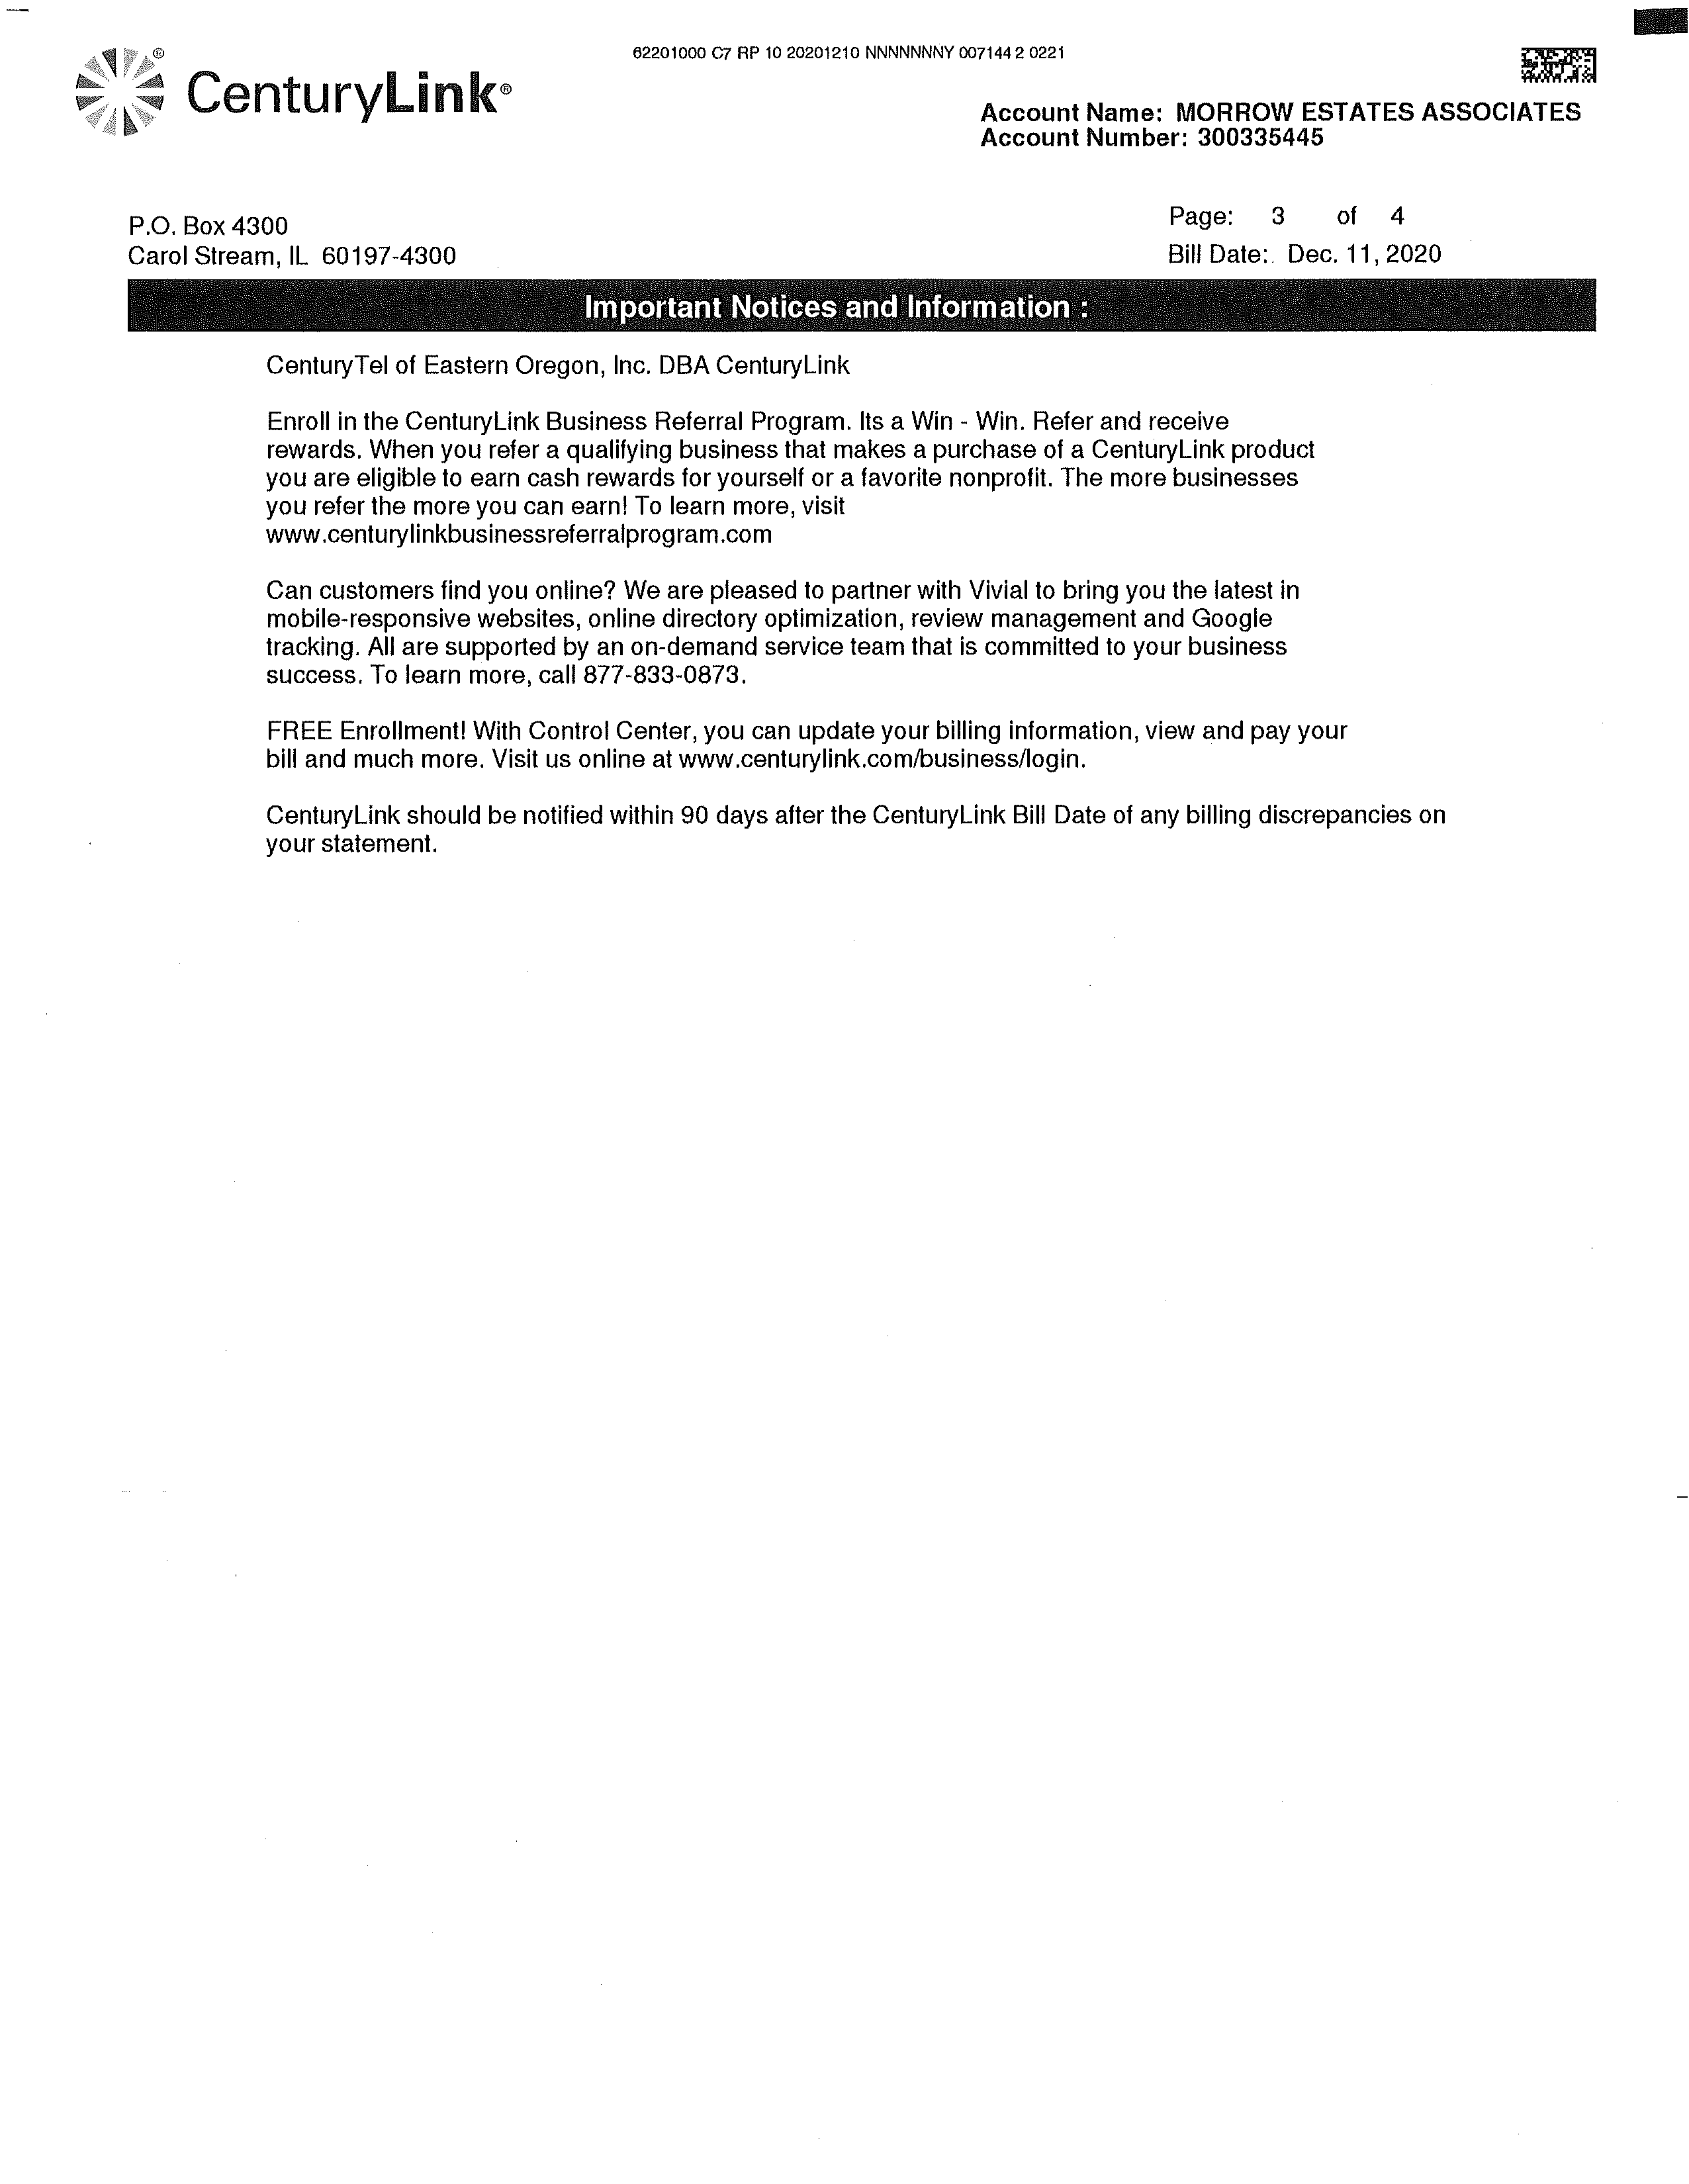 62201000 C7 RP 10 20201210 NNNNNNNY 007144 2 0221
CenturyLink®
Account Name: MORROW ESTATES ASSOCIATES
Account Number: 300335445
P.O. Box 4300
Carol Stream, IL 60197-4300
Page: 3 of 4
Bill Date: Dec. 11, 2020
Important Notices and Information :
CenturyTel of Eastern Oregon, Inc. DBA CenturyLink
Enroll in the CenturyLink Business Referral Program. Its a Win - Win. Refer and receive
rewards. When you refer a qualifying business that makes a purchase of a CenturyLink product
you are eligible to earn cash rewards for yourself or a favorite nonprofit. The more businesses
you refer the more you can earn! To learn more, visit
www.centurylinkbusinessreferralprogram.com
Can customers find you online? We are pleased to partner with Vivial to bring you the latest in
mobile-responsive websites, online directory optimization, review management and Google
tracking. All are supported by an on-demand service team that is committed to your business
success. To learn more, call 877-833-0873.
FREE Enrollment! With Control Center, you can update your billing information, view and pay your
bill and much more. Visit us online at www.centurylink.com/business/login.
CenturyLink should be notified within 90 days after the CenturyLink Bill Date of any billing discrepancies on
your statement.